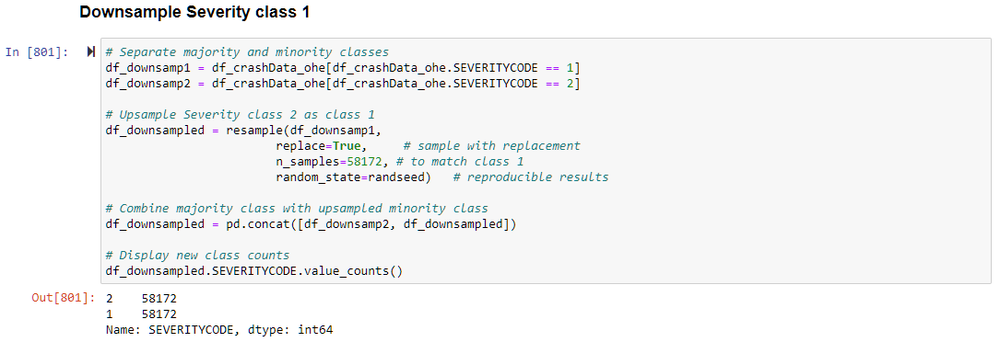 Downsample Severity class 1
In [801]:
# Separate majority and minority classes
df_downsamp1 = df_crashData_ohe[df_crashData_ohe.SEVERITYCODE == 1]
df_downsamp2 = df_crashData_ohe[df_crashData_ohe.SEVERITYCODE == 2]
# Upsample Severity class 2 as class 1
df_downsampled = resample(df_downsamp1,
replace=True,     # sample with replacement
n_samples=58172, # to match class 1
random_state=randseed)   # reproducible results
# Combine majority class with upsampled minority class
df_downsampled = pd.concat([df_downsamp2, df_downsampled])
# Display new class counts
df_downsampled.SEVERITYCODE.value_counts()
Out[801]: 2    58172
1    58172
Name: SEVERITYCODE, dtype: int64